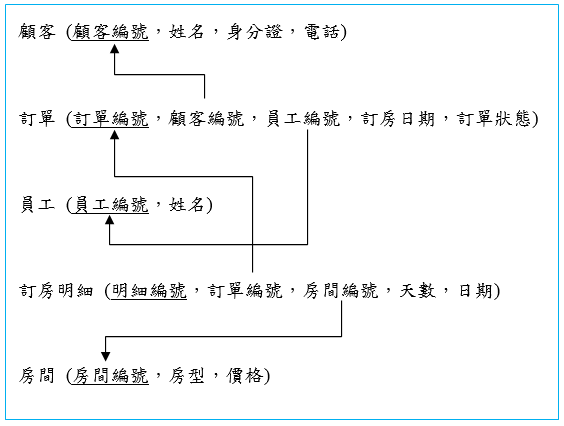 顧客 (顧客編號，姓名，身分證，電話)
訂單 (訂單編號，顧客編號，員工編號，訂房日期，訂單狀態)
員工 (員工編號，姓名)
訂房明細 (明細編號，訂單編號，房間編號，天數，日期)
房間 (房間編號，房型，價格)